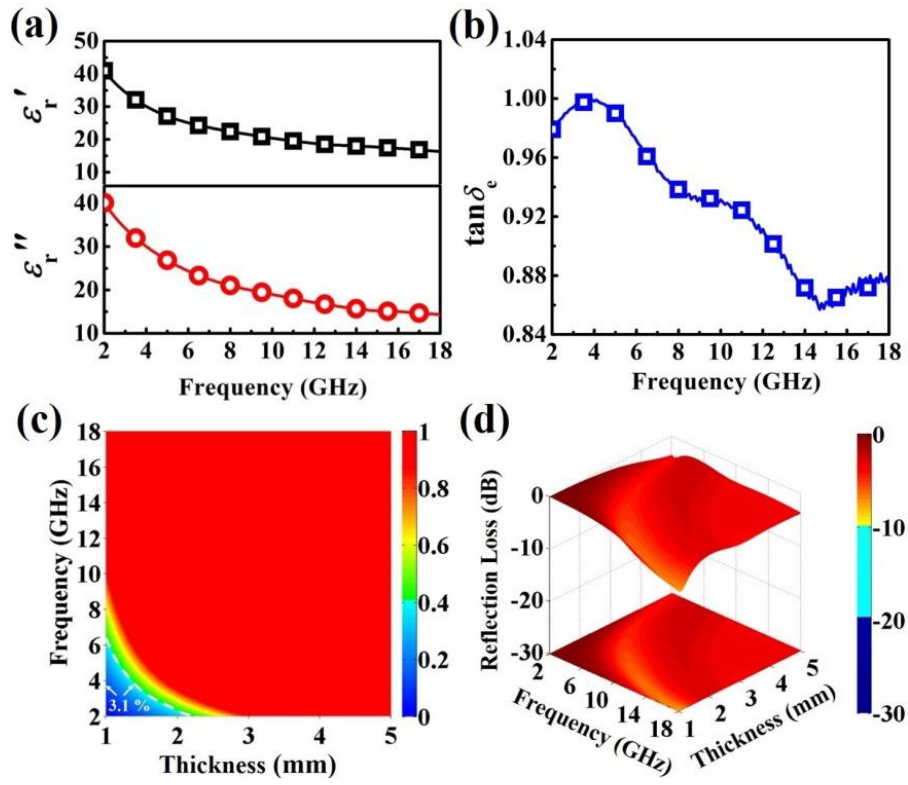 (a)
50
40
30
20
10
εr′
40
30
20
10
εr″
2 4 6 8 10 12 14 16 18
Frequency (GHz)
(b)
1.04
1.00
0.96
0.92
0.88
0.84
tanδe
2 4 6 8 10 12 14 16 18
Frequency (GHz)
(c)
18
16
14
12
10
8
6
4
2
Frequency (GHz)
3.1 %
1 2 3 4 5
Thickness (mm)
1
0.8
0.6
0.4
0.2
0
(d)
0
-10
-20
-30
Reflection Loss (dB)
2 6 10 14 18
Frequency (GHz)
1 2 3 4 5
Thickness (mm)
0
-10
-20
-30